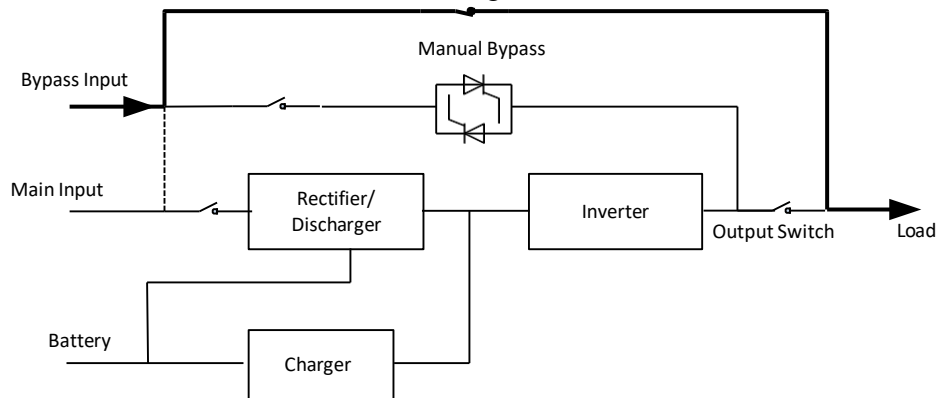 Manual Bypass
Bypass Input
Main Input
Rectifier/
Discharger
Inverter
Output Switch
Load
Battery
Charger